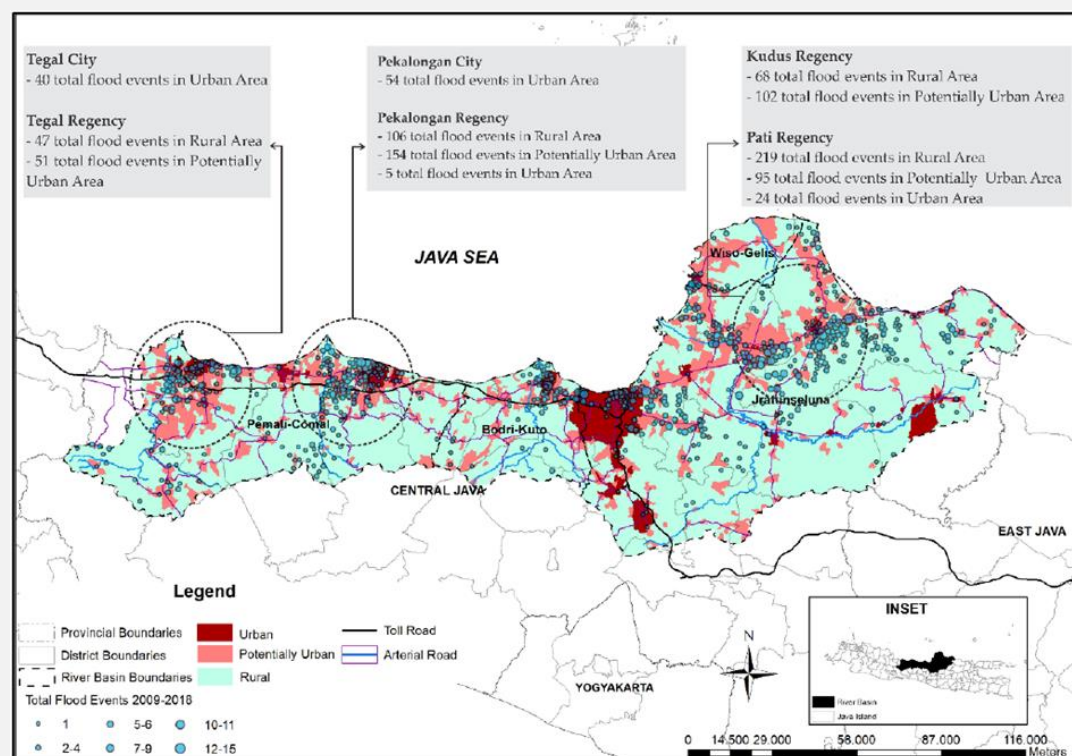 Tegal City
- 40 total flood events in Urban Area
Tegal Regency
- 47 total flood events in Rural Area
- 51 total flood events in Potentially
Urban Area
Pekalongan City
- 54 total flood events in Urban Area
Pekalongan Regency
- 106 total flood events in Rural Area
- 154 total flood events in Potentially Urban Area
- 5 total flood events in Urban Area
Kudus Regency
- 68 total flood events in Rural Area
- 102 total flood events in Potentially Urban Area
Pati Regency
- 219 total flood events in Rural Area
- 95 total flood events in Potentially Urban Area
- 24 total flood events in Urban Area
JAVA SEA
Wiso-Gelis
Jratunseluna
Pemali-Comal
Bodri-Kuto
CENTRAL JAVA
EAST JAVA
YOGYAKARTA
Legend
Provincial Boundaries
District Boundaries
River Basin Boundaries
Urban
Potentially Urban
Rural
Toll Road
Arterial Road
Total Flood Events 2009-2018
1
2-4
5-6
7-9
10-11
12-15
N
INSET
River Basin
Java Island
0 14.500 29.000 58.000 87.000 116.000
Meters